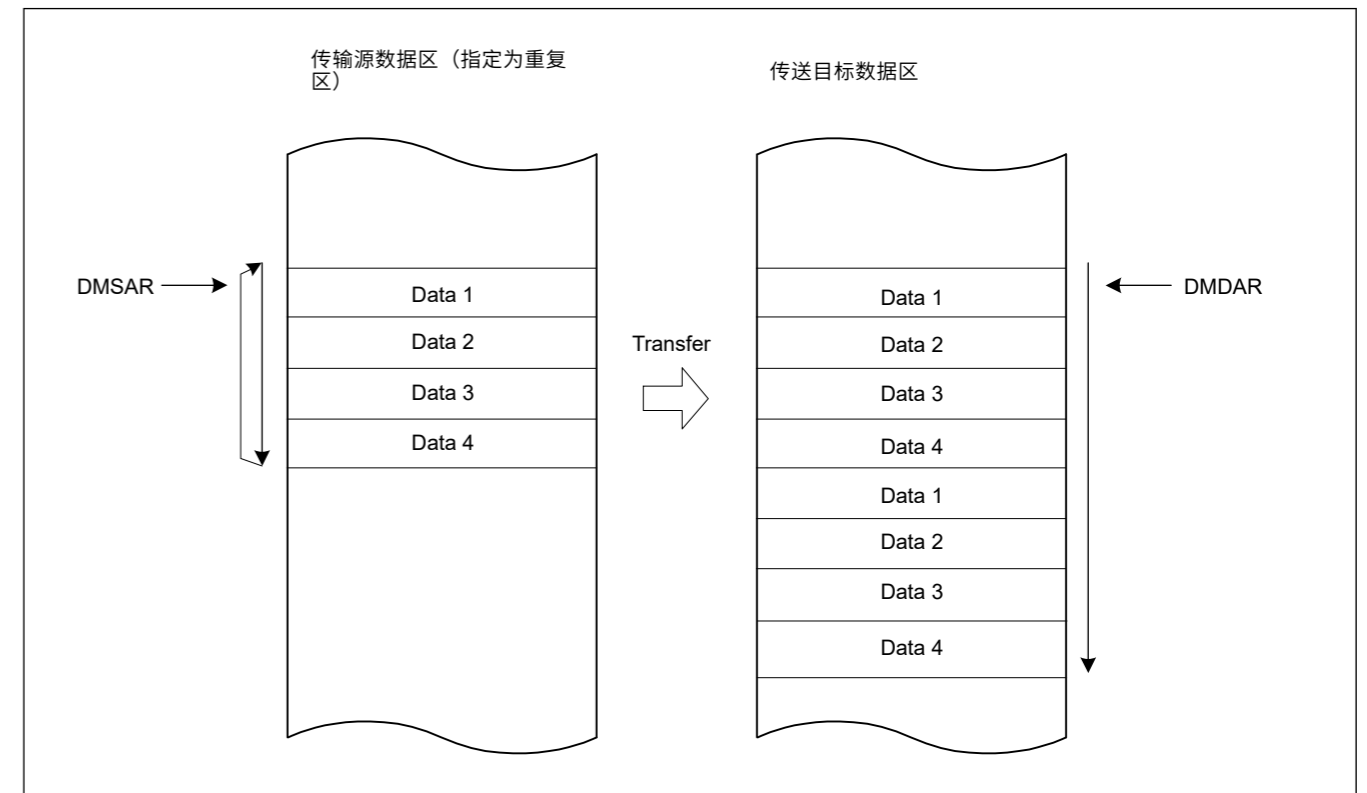 传输源数据区（指定为重复
区）
传送目标数据区
DMSAR
Data 1
Data 2
Data 3
Data 4
Transfer
Data 1
Data 2
Data 3
Data 4
Data 1
Data 2
Data 3
Data 4
DMDAR